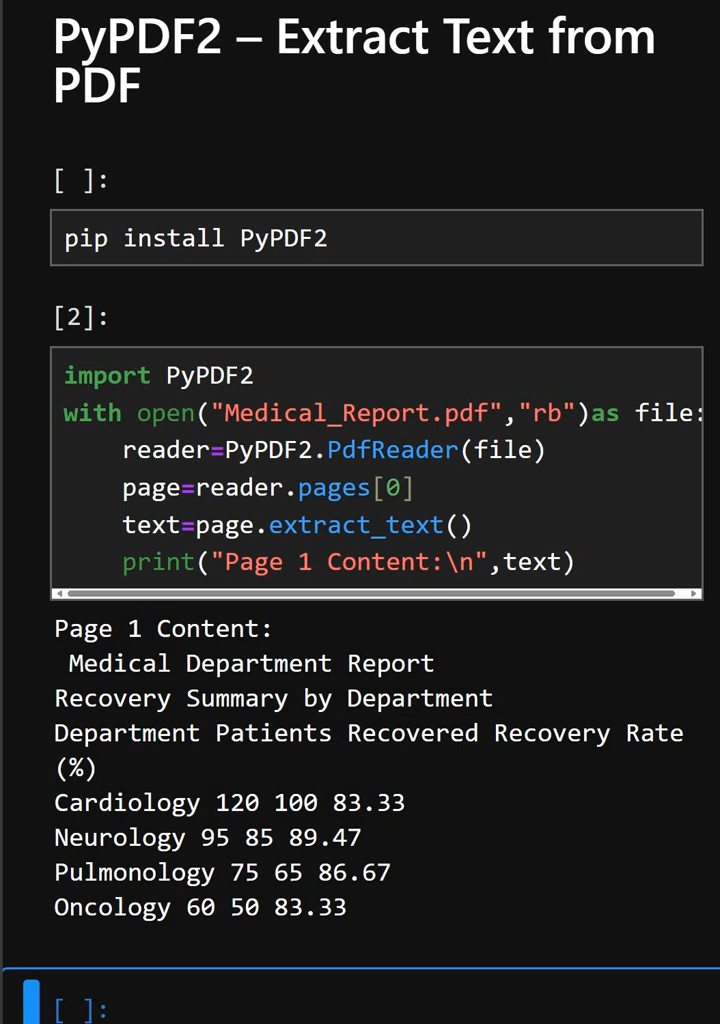 PyPDF2 – Extract Text from
PDF
[ ]:
pip install PyPDF2
[2]:
import PyPDF2
with open("Medical_Report.pdf","rb")as file:
    reader=PyPDF2.PdfReader(file)
    page=reader.pages[0]
    text=page.extract_text()
    print("Page 1 Content:\n",text)
Page 1 Content:
 Medical Department Report
Recovery Summary by Department
Department Patients Recovered Recovery Rate
(%)
Cardiology 120 100 83.33
Neurology 95 85 89.47
Pulmonology 75 65 86.67
Oncology 60 50 83.33
[ ]: